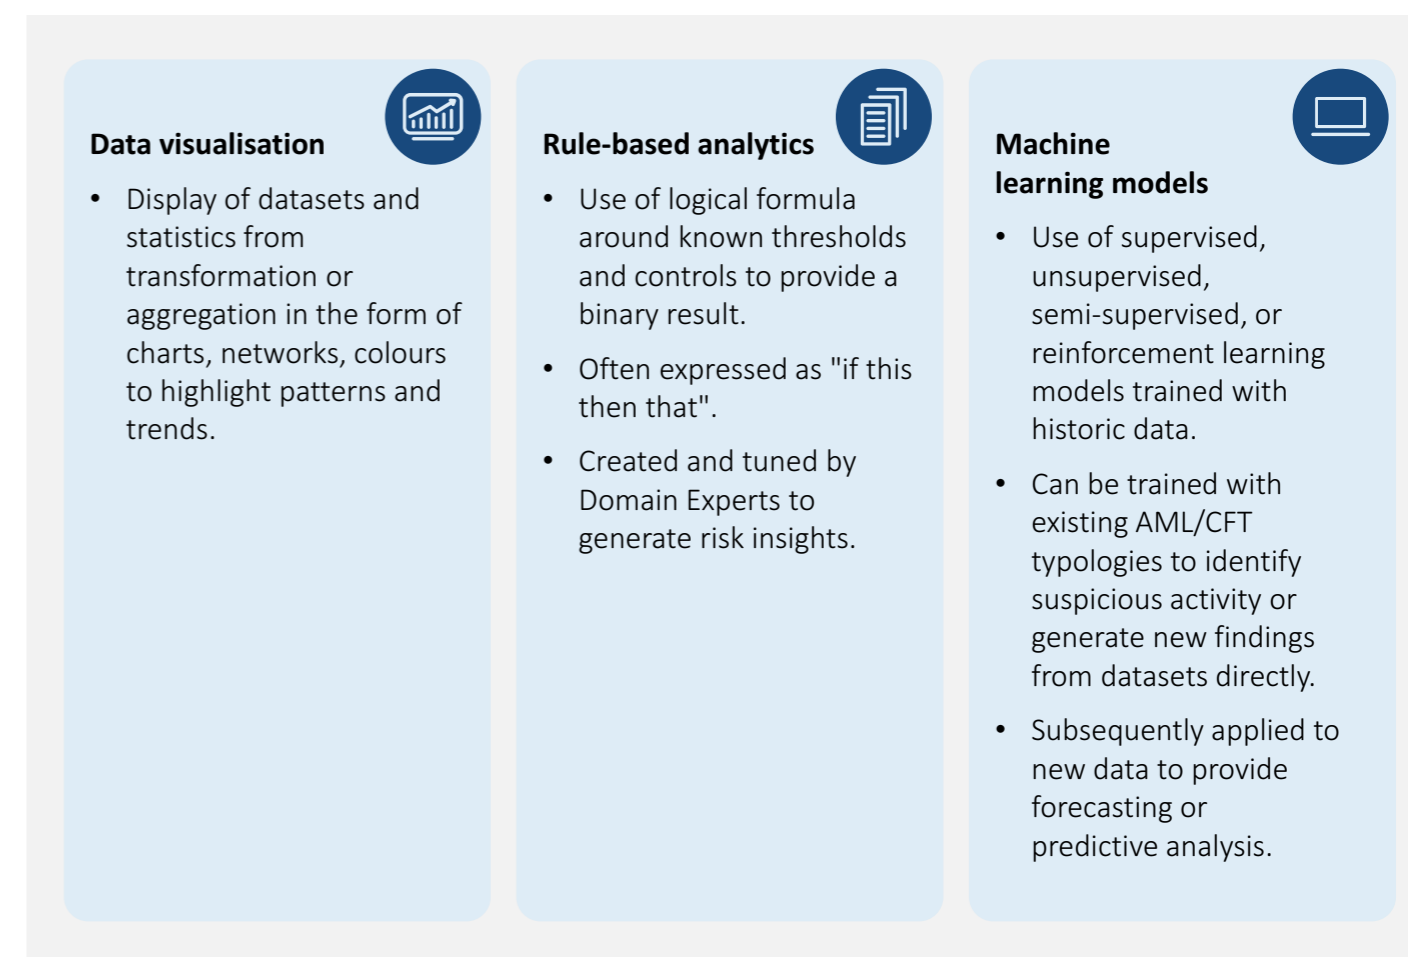 Data visualisation
• Display of datasets and
statistics from
transformation or
aggregation in the form of
charts, networks, colours
to highlight patterns and
trends.
Rule-based analytics
• Use of logical formula
around known thresholds
and controls to provide a
binary result.
• Often expressed as "if this
then that".
• Created and tuned by
Domain Experts to
generate risk insights.
Machine
learning models
• Use of supervised,
unsupervised,
semi-supervised, or
reinforcement learning
models trained with
historic data.
• Can be trained with
existing AML/CFT
typologies to identify
suspicious activity or
generate new findings
from datasets directly.
• Subsequently applied to
new data to provide
forecasting or
predictive analysis.